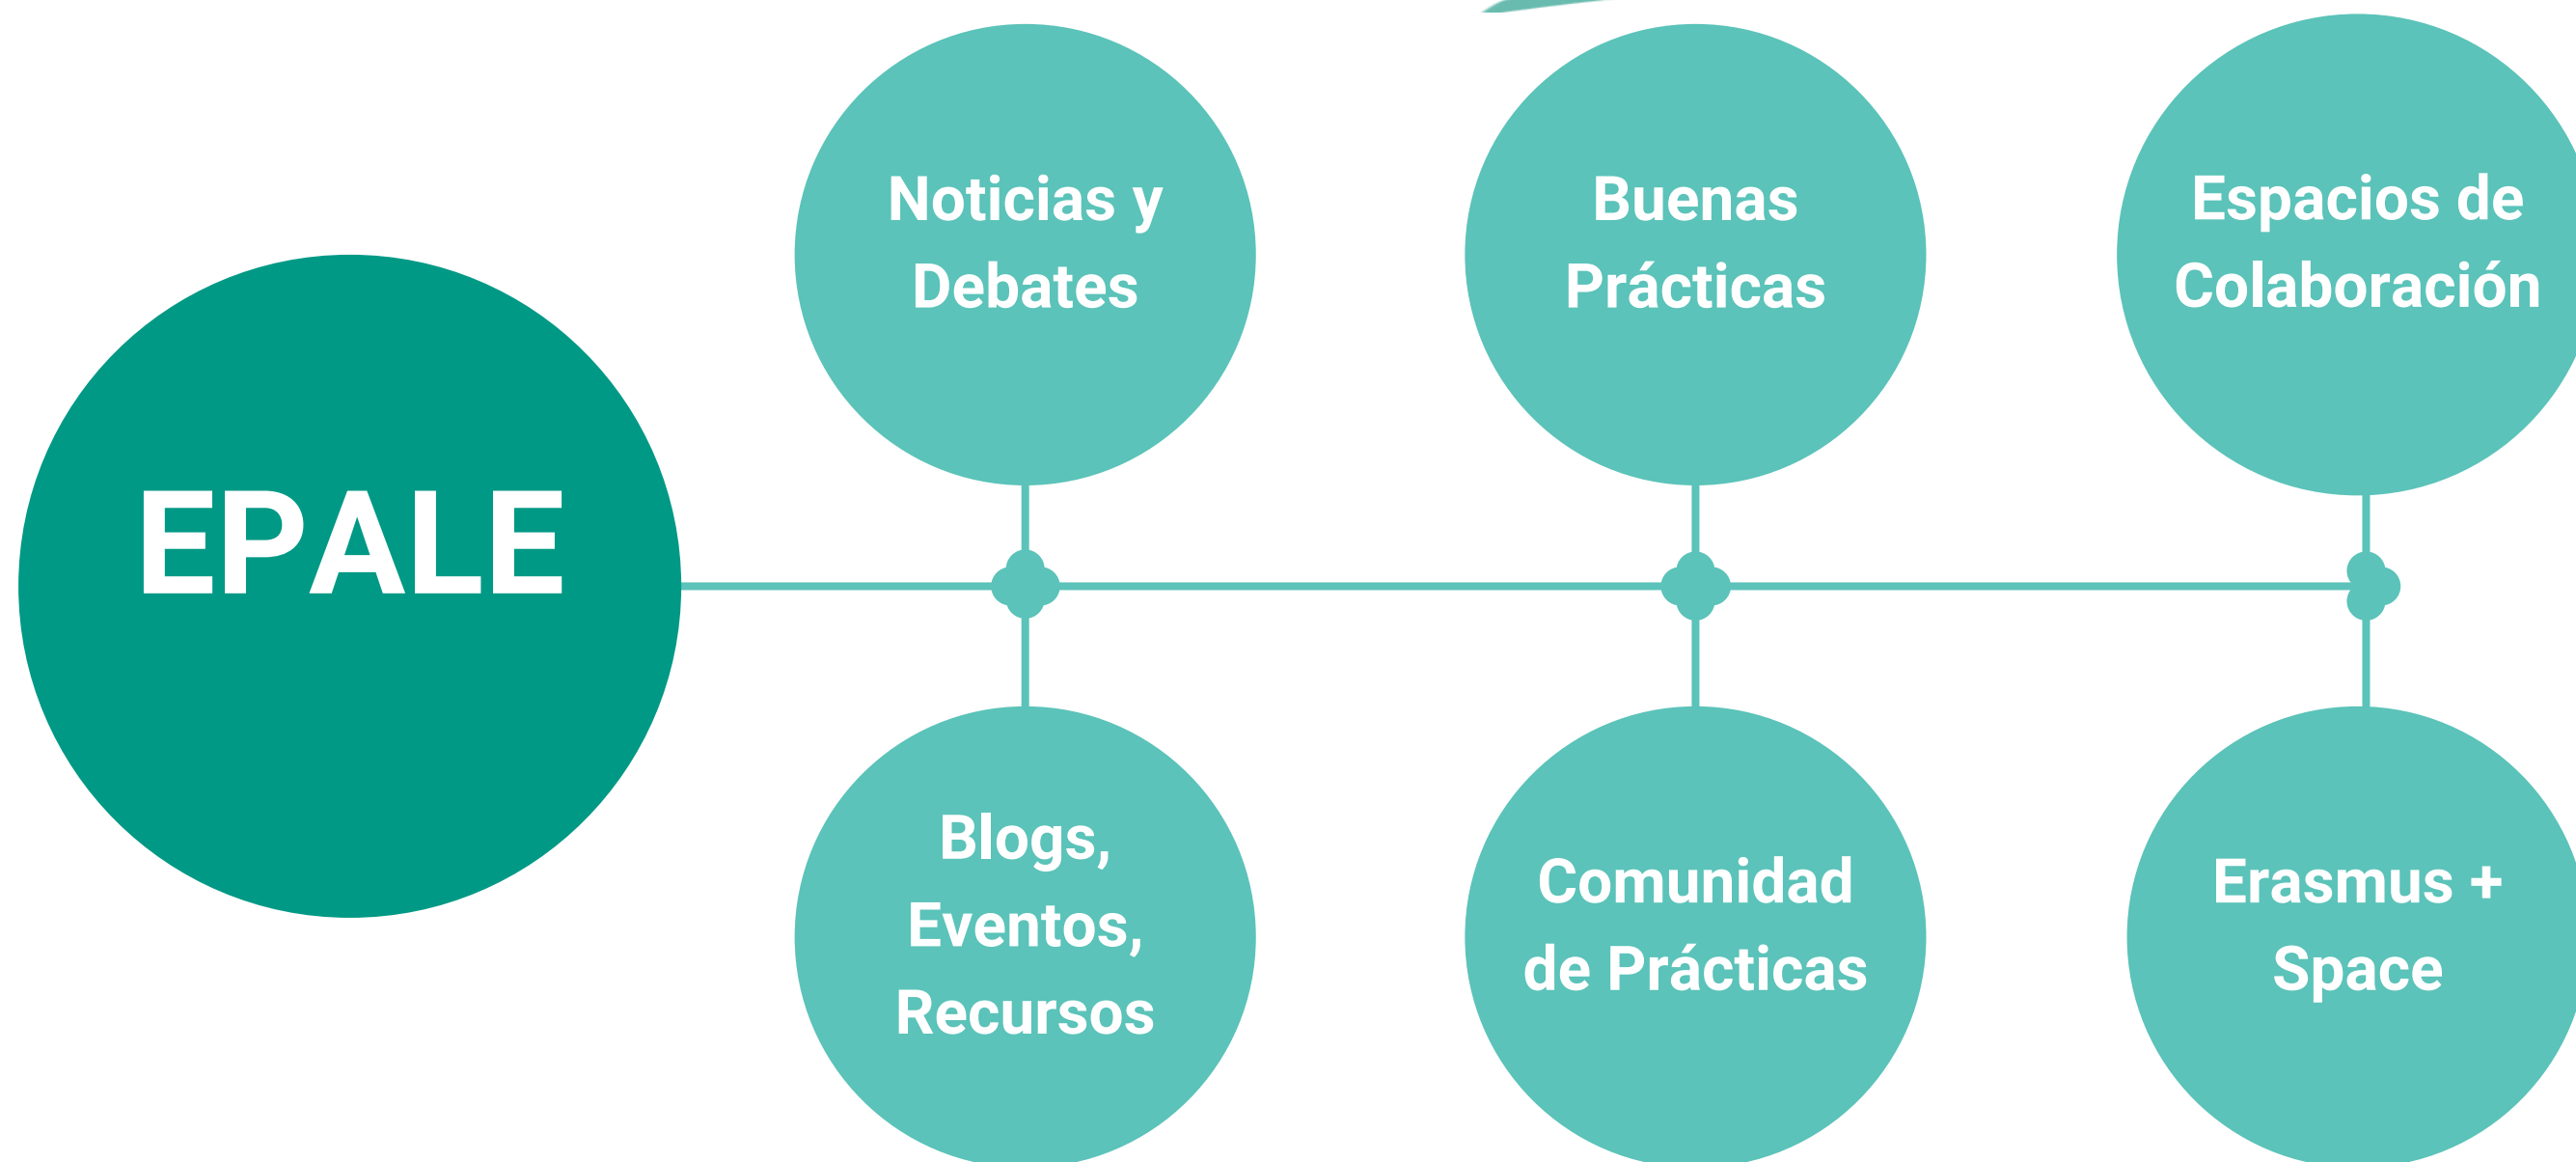 EPALE
Noticias y
Debates
Buenas
Prácticas
Espacios de
Colaboración
Blogs,
Eventos,
Recursos
Comunidad
de Prácticas
Erasmus +
Space